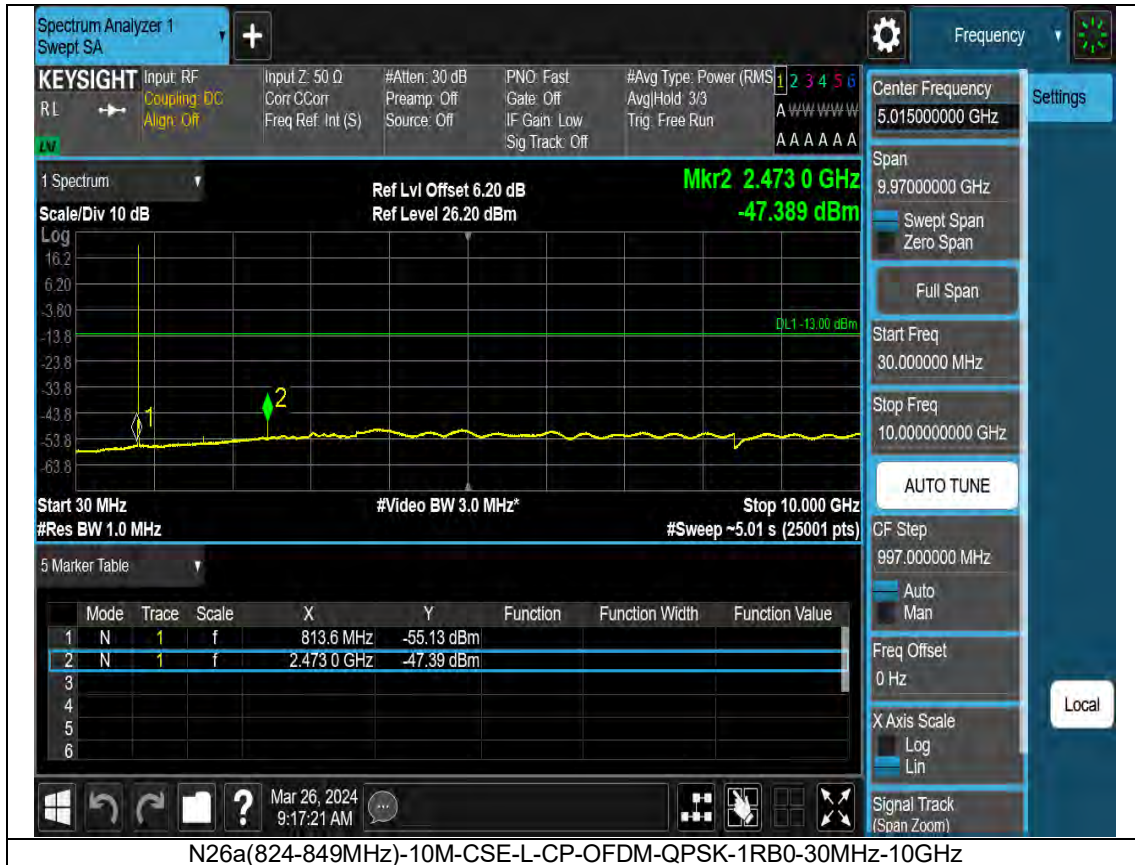 Spectrum Analyzer 1
Swept SA
Frequency
KEYSIGHT
RL
Input: RF
Coupling: DC
Align: Off
Input Z: 50 Ω
Corr CCorr
Freq Ref: Int (S)
#Atten: 30 dB
Preamp: Off
Source: Off
PNO: Fast
Gate: Off
IF Gain: Low
Sig Track: Off
#Avg Type: Power (RMS
Avg|Hold: 3/3
Trig: Free Run
1 2 3 4 5 6
A W W W W W
A A A A A A
1 Spectrum
Scale/Div 10 dB
Ref Lvl Offset 6.20 dB
Ref Level 26.20 dBm
Mkr2 2.473 0 GHz
-47.389 dBm
Log
16.2
6.20
-3.80
-13.8
-23.8
-33.8
-43.8
-53.8
-63.8
DL1 -13.00 dBm
1
2
Start 30 MHz
#Video BW 3.0 MHz*
Stop 10.000 GHz
#Res BW 1.0 MHz
#Sweep ~5.01 s (25001 pts)
5 Marker Table
Mode Trace Scale X Y Function Function Width Function Value
1 N 1 f 813.6 MHz -55.13 dBm
2 N 1 f 2.473 0 GHz -47.39 dBm
3
4
5
6
Mar 26, 2024
9:17:21 AM
Center Frequency
5.015000000 GHz
Settings
Span
9.97000000 GHz
Swept Span
Zero Span
Full Span
Start Freq
30.000000 MHz
Stop Freq
10.000000000 GHz
AUTO TUNE
CF Step
997.000000 MHz
Auto
Man
Freq Offset
0 Hz
X Axis Scale
Log
Lin
Local
Signal Track
(Span Zoom)
N26a(824-849MHz)-10M-CSE-L-CP-OFDM-QPSK-1RB0-30MHz-10GHz